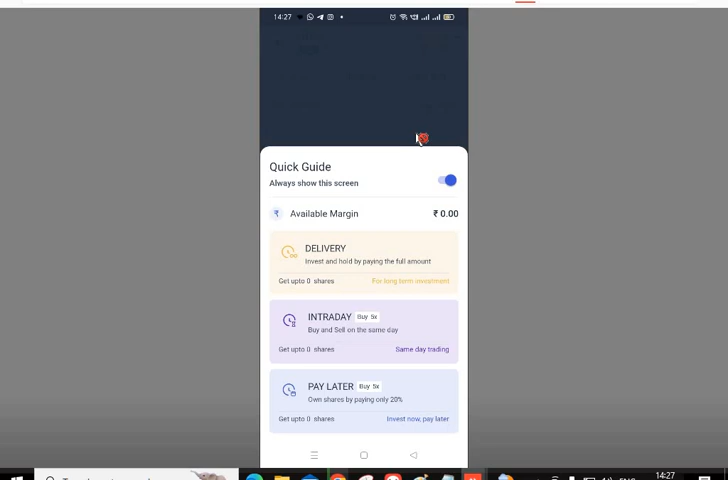 14:27
Quick Guide
Always show this screen
₹ Available Margin ₹ 0.00
DELIVERY
Invest and hold by paying the full amount
Get upto 0 shares For long term investment
INTRADAY Buy 5x
Buy and Sell on the same day
Get upto 0 shares Same day trading
PAY LATER Buy 5x
Own shares by paying only 20%
Get upto 0 shares Invest now, pay later
14:27